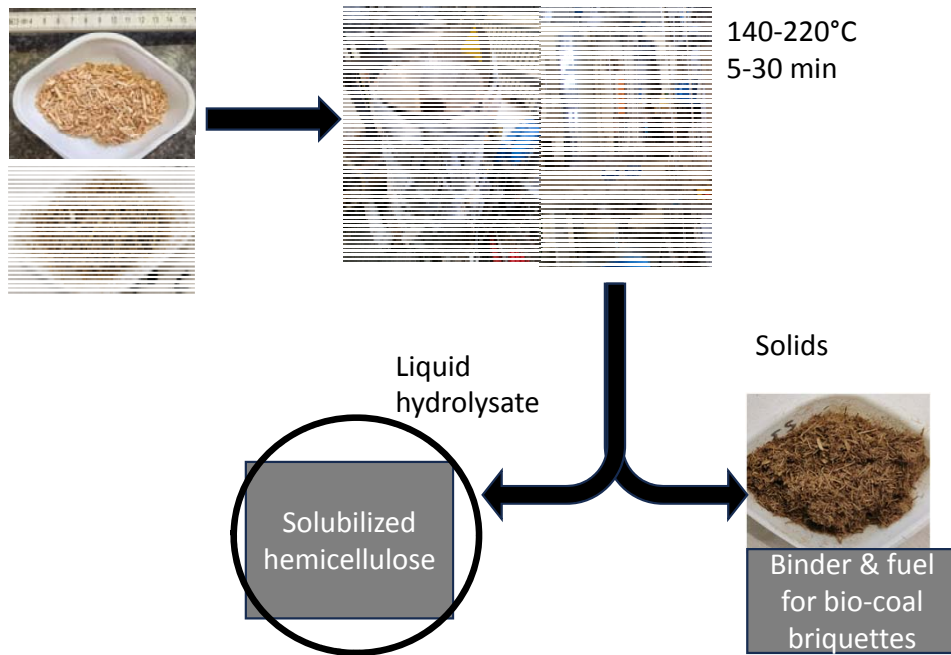 140-220°C
5-30 min
Liquid
hydrolysate
Solids
Solubilized
hemicellulose
Binder & fuel
for bio-coal
briquettes